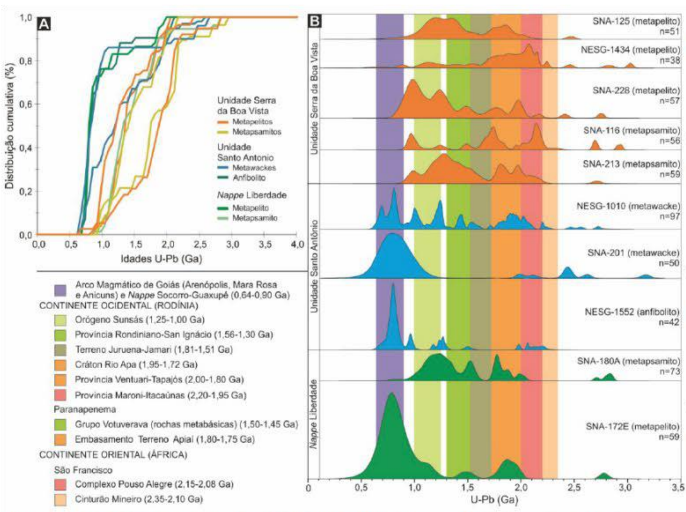 A
Distribuição cumulativa (%)
1,0
0,8
0,6
0,4
0,2
0,0
0,0 0,5 1,0 1,5 2,0 2,5 3,0 3,5 4,0
Idades U-Pb (Ga)
Unidade Serra
da Boa Vista
Metapelitos
Metapsamitos
Unidade
Santo Antonio
Metawackes
Anfibolito
Nappe Liberdade
Metapelito
Metapsamito
Arco Magmático de Goiás (Arenópolis, Mara Rosa
e Anicuns) e Nappe Socorro-Guaxupé (0,64-0,90 Ga)
CONTINENTE OCIDENTAL (RODÍNIA)
Orógeno Sunsás (1,25-1,00 Ga)
Província Rondiniano-San Ignácio (1,56-1,30 Ga)
Terreno Juruena-Jamari (1,81-1,51 Ga)
Cráton Rio Apa (1,95-1,72 Ga)
Província Ventuari-Tapajós (2,00-1,80 Ga)
Província Maroni-Itacaúnas (2,20-1,95 Ga)
Paranapenema
Grupo Votuverava (rochas metabásicas) (1,50-1,45 Ga)
Embasamento Terreno Apiaí (1,80-1,75 Ga)
CONTINENTE ORIENTAL (ÁFRICA)
São Francisco
Complexo Pouso Alegre (2,15-2,08 Ga)
Cinturão Mineiro (2,35-2,10 Ga)
B
Unidade Serra da Boa Vista
SNA-125 (metapelito)
n=51
NESG-1434 (metapelito)
n=38
SNA-228 (metapelito)
n=57
SNA-116 (metapsamito)
n=56
SNA-213 (metapsamito)
n=59
Unidade Santo Antônio
NESG-1010 (metawacke)
n=97
SNA-201 (metawacke)
n=50
NESG-1552 (anfibolito)
n=42
Nappe Liberdade
SNA-180A (metapsamito)
n=73
SNA-172E (metapelito)
n=59
0,0 0,5 1,0 1,5 2,0 2,5 3,0 3,5
U-Pb (Ga)